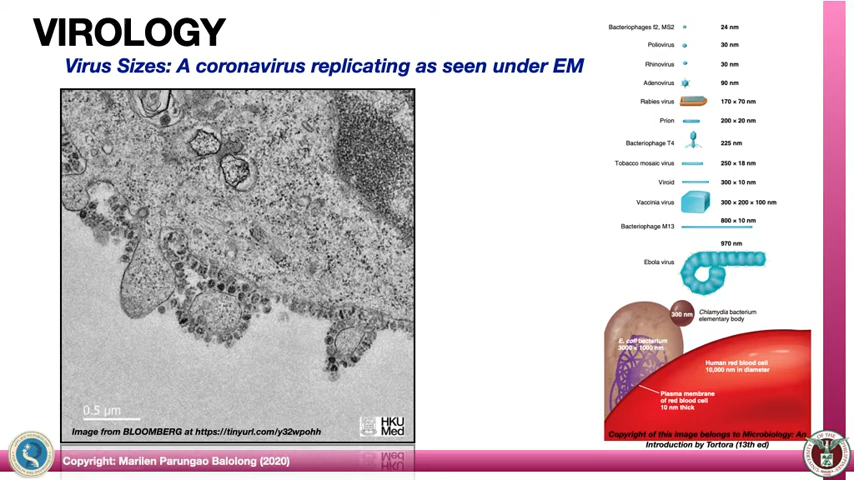 VIROLOGY
Virus Sizes: A coronavirus replicating as seen under EM
0.5 µm
Image from BLOOMBERG at https://tinyurl.com/y32wpohh
HKU
Med
Bacteriophages f2, MS2 24 nm
Poliovirus 30 nm
Rhinovirus 30 nm
Adenovirus 90 nm
Rabies virus 170 × 70 nm
Prion 200 × 20 nm
Bacteriophage T4 225 nm
Tobacco mosaic virus 250 × 18 nm
Viroid 300 × 10 nm
Vaccinia virus 300 × 200 × 100 nm
800 × 10 nm
Bacteriophage M13
970 nm
Ebola virus
300 nm
Chlamydia bacterium
elementary body
E. coli bacterium
3000 × 1000 nm
Human red blood cell
10,000 nm in diameter
Plasma membrane
of red blood cell
10 nm thick
Copyright of this image belongs to Microbiology: An
Introduction by Tortora (13th ed)
Copyright: Marilen Parungao Balolong (2020)